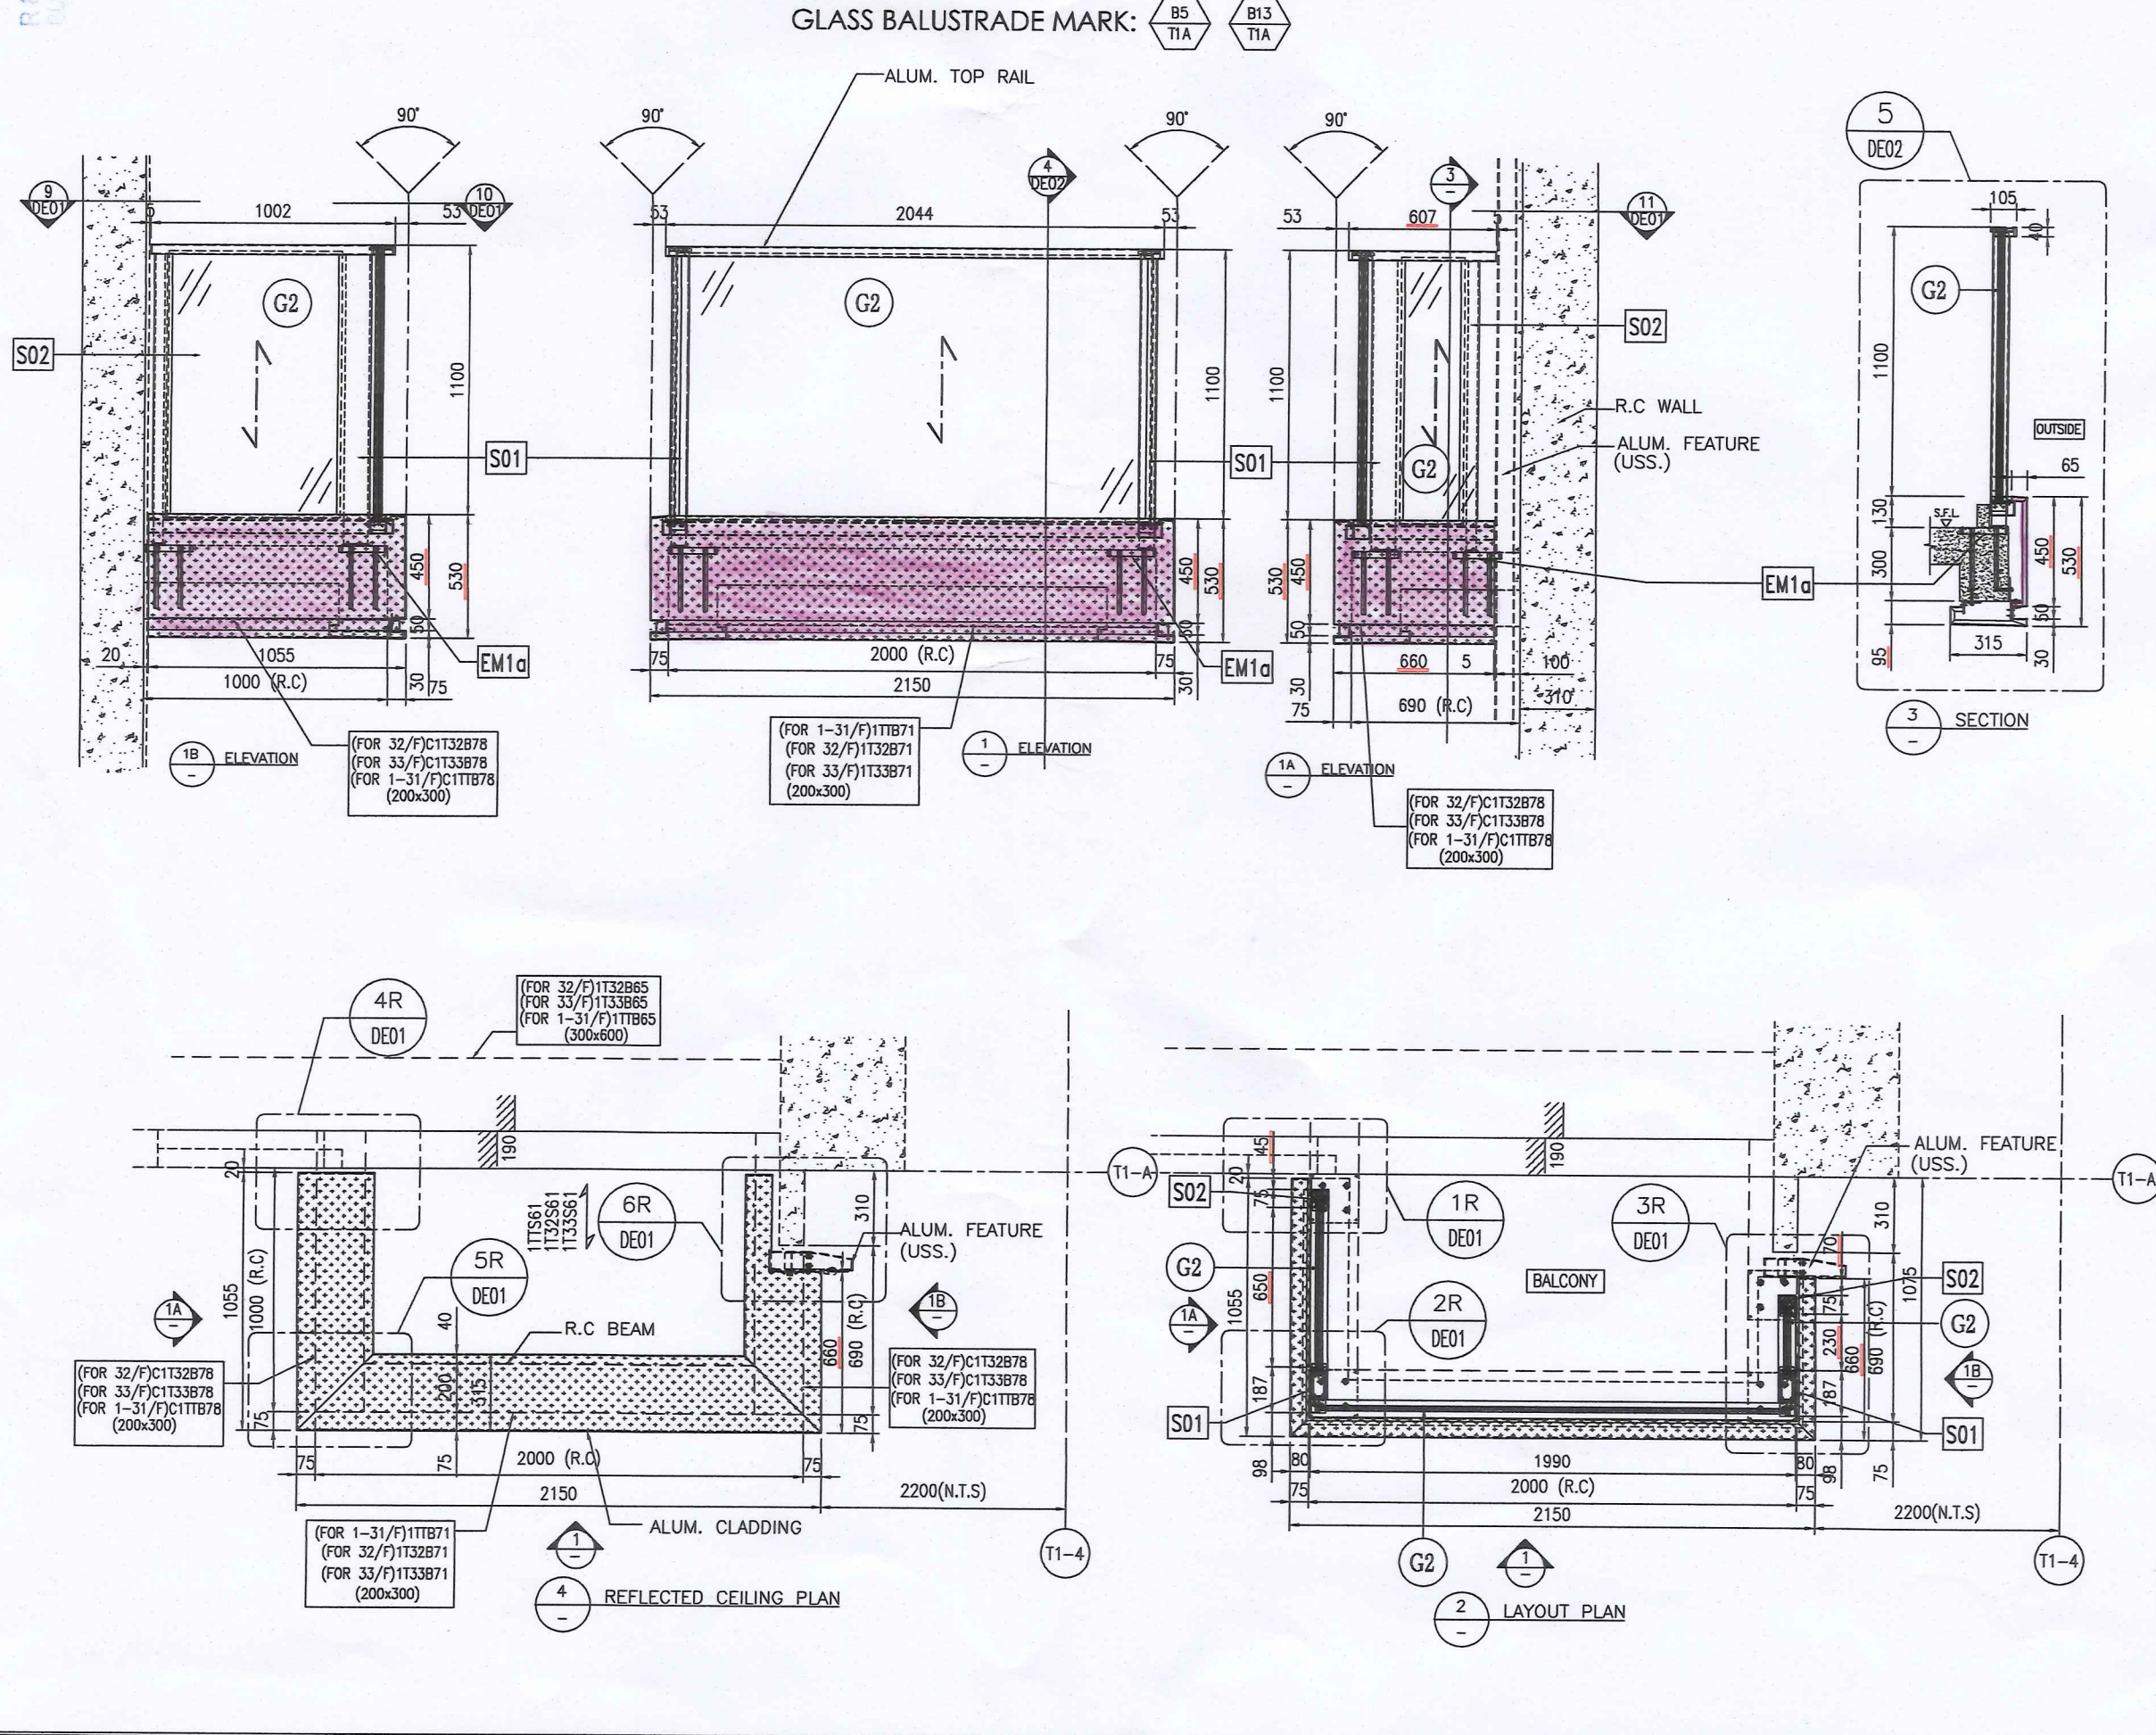 GLASS BALUSTRADE MARK:
B5
T1A
B13
T1A
ALUM. TOP RAIL
90°
90°
90°
90°
5
DE02
9
DE01
10
DE01
4
DE02
3
–
11
DE01
5
1002
53
53
2044
53
53
607
105
40
G2
G2
G2
G2
S02
S02
1100
1100
1100
1100
R.C WALL
ALUM. FEATURE
(USS.)
OUTSIDE
65
S01
S01
S.F.L
130
300
95
450
530
50
30
315
EM1a
450
530
50
450
530
50
530
450
50
20
1055
1000 (R.C)
30
75
EM1a
75
2000 (R.C)
75
2150
30
EM1a
660
5
100
30
75
690 (R.C)
310
1B
–
ELEVATION
(FOR 32/F)C1T32B78
(FOR 33/F)C1T33B78
(FOR 1-31/F)C1TTB78
(200x300)
(FOR 1-31/F)1TTB71
(FOR 32/F)1T32B71
(FOR 33/F)1T33B71
(200x300)
1
–
ELEVATION
1A
–
ELEVATION
(FOR 32/F)C1T32B78
(FOR 33/F)C1T33B78
(FOR 1-31/F)C1TTB78
(200x300)
3
–
SECTION
4R
DE01
(FOR 32/F)1T32B65
(FOR 33/F)1T33B65
(FOR 1-31/F)1TTB65
(300x600)
190
20
1TTS61
1T32S61
1T33S61
6R
DE01
310
ALUM. FEATURE
(USS.)
5R
DE01
1055
1000 (R.C)
1A
–
1B
–
40
R.C BEAM
660
690 (R.C)
(FOR 32/F)C1T32B78
(FOR 33/F)C1T33B78
(FOR 1-31/F)C1TTB78
(200x300)
200
315
75
75
75
(FOR 32/F)C1T32B78
(FOR 33/F)C1T33B78
(FOR 1-31/F)C1TTB78
(200x300)
75
2000 (R.C)
75
2150
2200(N.T.S)
ALUM. CLADDING
(FOR 1-31/F)1TTB71
(FOR 32/F)1T32B71
(FOR 33/F)1T33B71
(200x300)
1
–
T1-4
4
–
REFLECTED CEILING PLAN
T1-A
T1-A
45
20
75
190
ALUM. FEATURE
(USS.)
S02
1R
DE01
3R
DE01
310
70
G2
650
1055
BALCONY
S02
1075
75
1A
–
2R
DE01
G2
230
660
690 (R.C)
1B
–
187
187
S01
S01
98
80
1990
80
98
75
75
2000 (R.C)
75
2150
2200(N.T.S)
G2
1
–
T1-4
2
–
LAYOUT PLAN